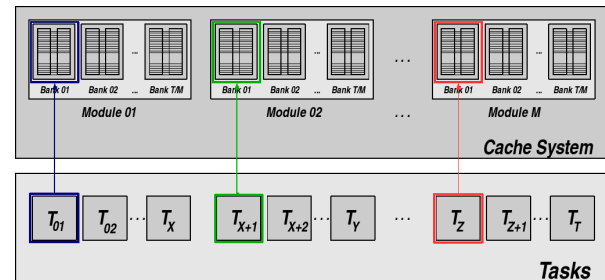 ... ... ...
Bank 01 Bank 02 ... Bank T/M Bank 01 Bank 02 ... Bank T/M ... Bank 01 Bank 02 ... Bank T/M
Module 01 Module 02 ... Module M
Cache System
T01 T02 ... TX TX+1 TX+2 ... TY ... TZ TZ+1 ... TT
Tasks